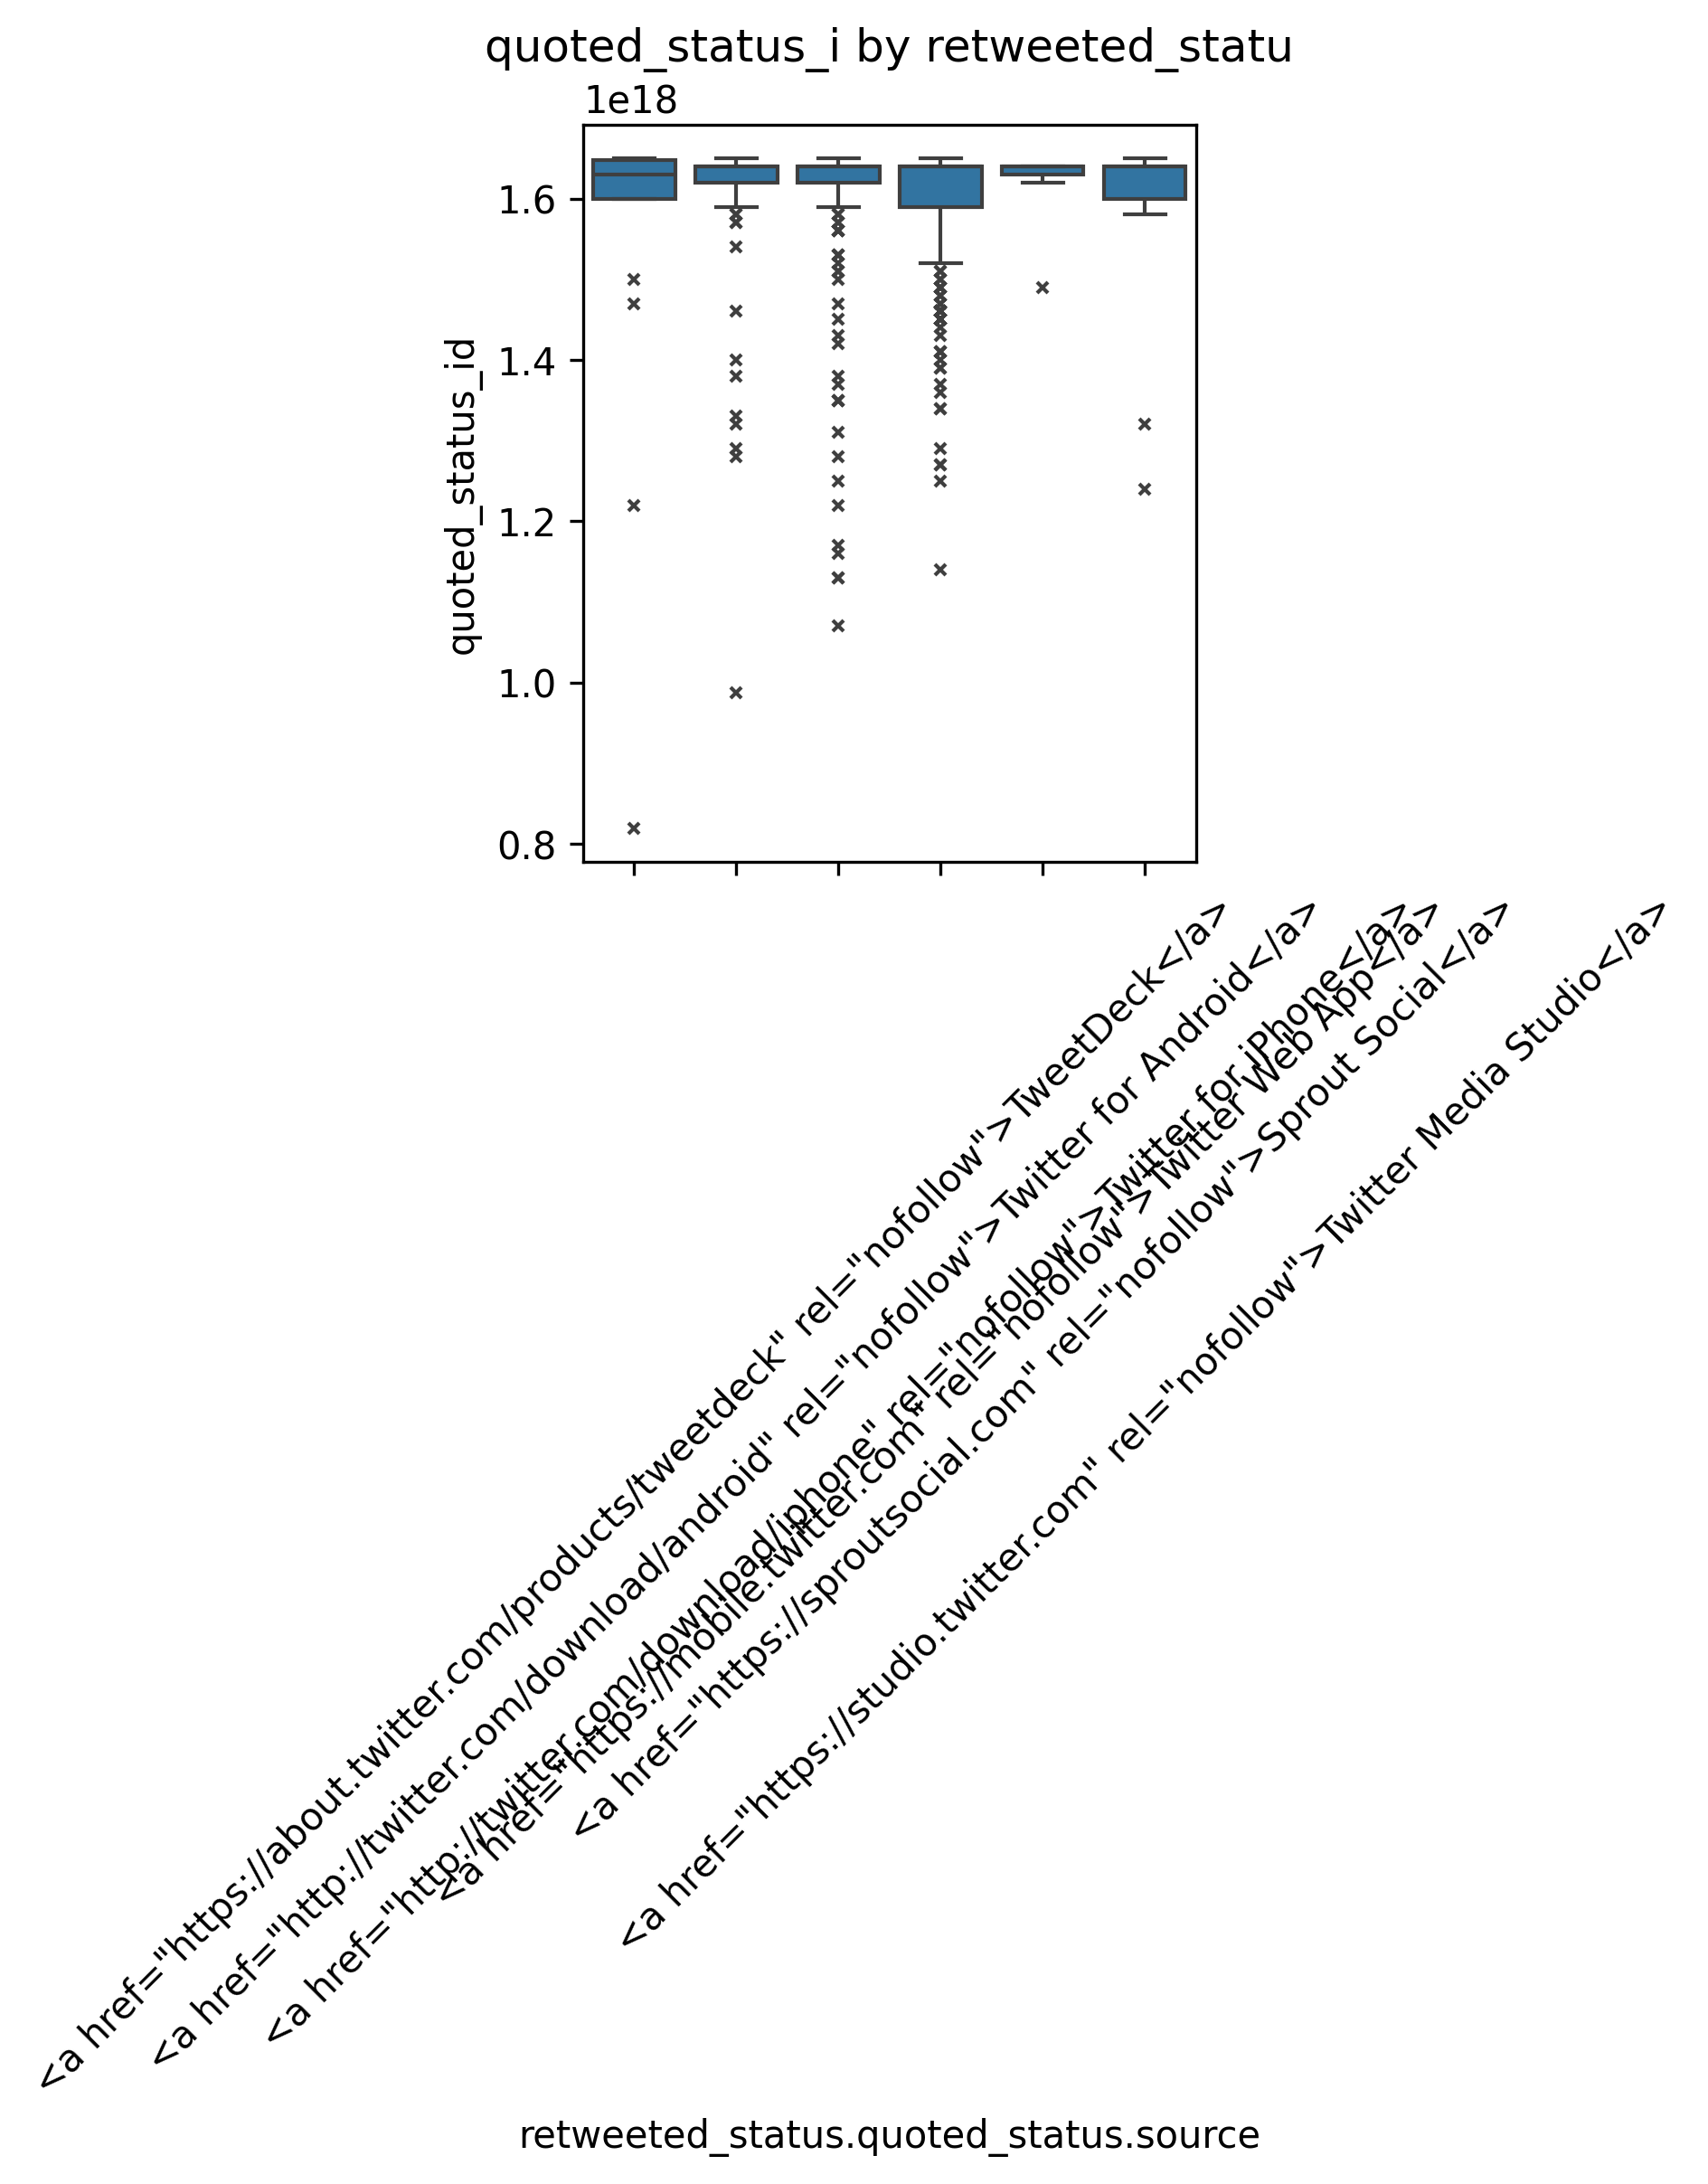 quoted_status_i by retweeted_statu
1e18
1.6
1.4
1.2
1.0
0.8
quoted_status_id
<a href="https://about.twitter.com/products/tweetdeck" rel="nofollow">TweetDeck</a>
<a href="http://twitter.com/download/android" rel="nofollow">Twitter for Android</a>
<a href="http://twitter.com/download/iphone" rel="nofollow">Twitter for iPhone</a>
<a href="https://mobile.twitter.com" rel="nofollow">Twitter Web App</a>
<a href="https://sproutsocial.com" rel="nofollow">Sprout Social</a>
<a href="https://studio.twitter.com" rel="nofollow">Twitter Media Studio</a>
retweeted_status.quoted_status.source